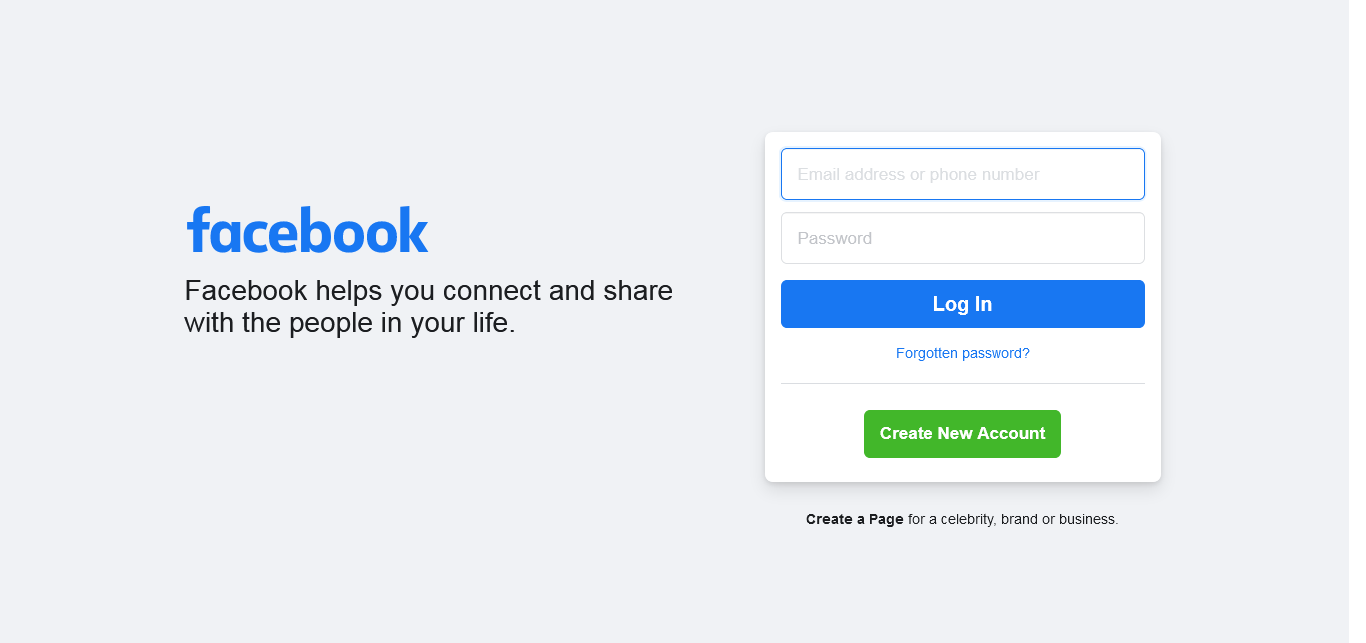 facebook
Facebook helps you connect and share
with the people in your life.
Email address or phone number
Password
Log In
Forgotten password?
Create New Account
Create a Page for a celebrity, brand or business.